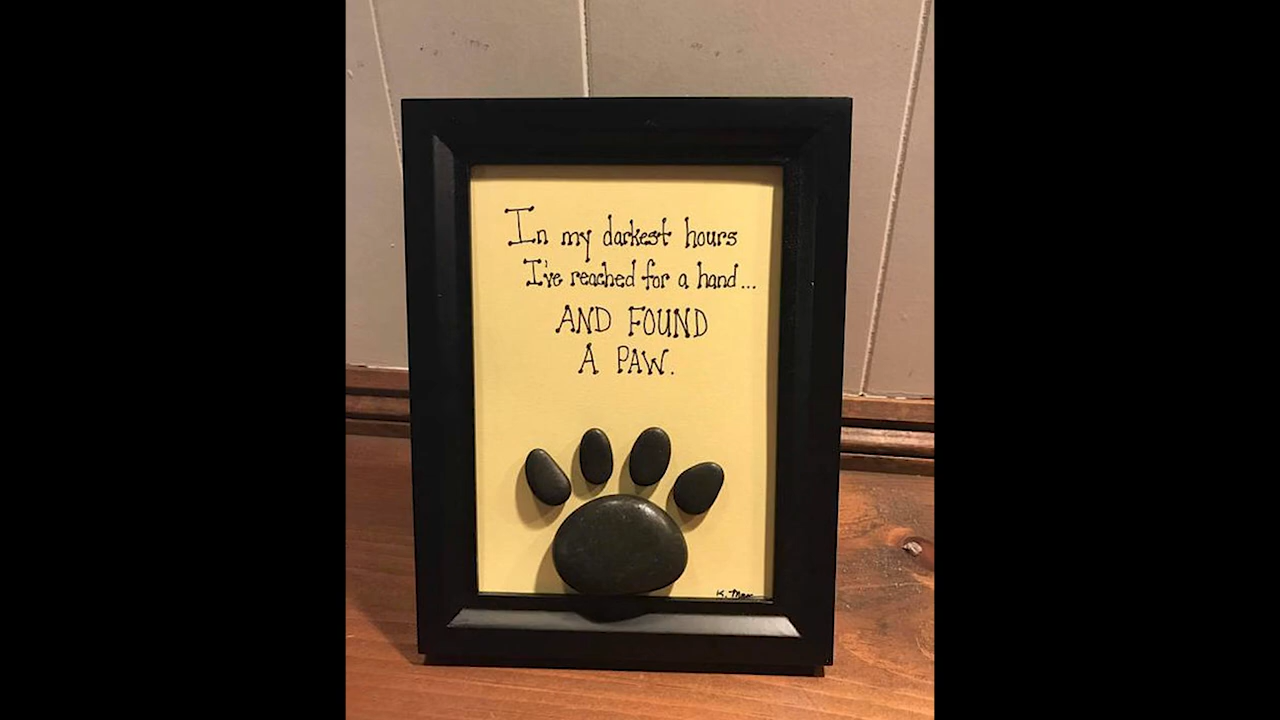 In my darkest hours
I've reached for a hand...
AND FOUND
A PAW.
K.